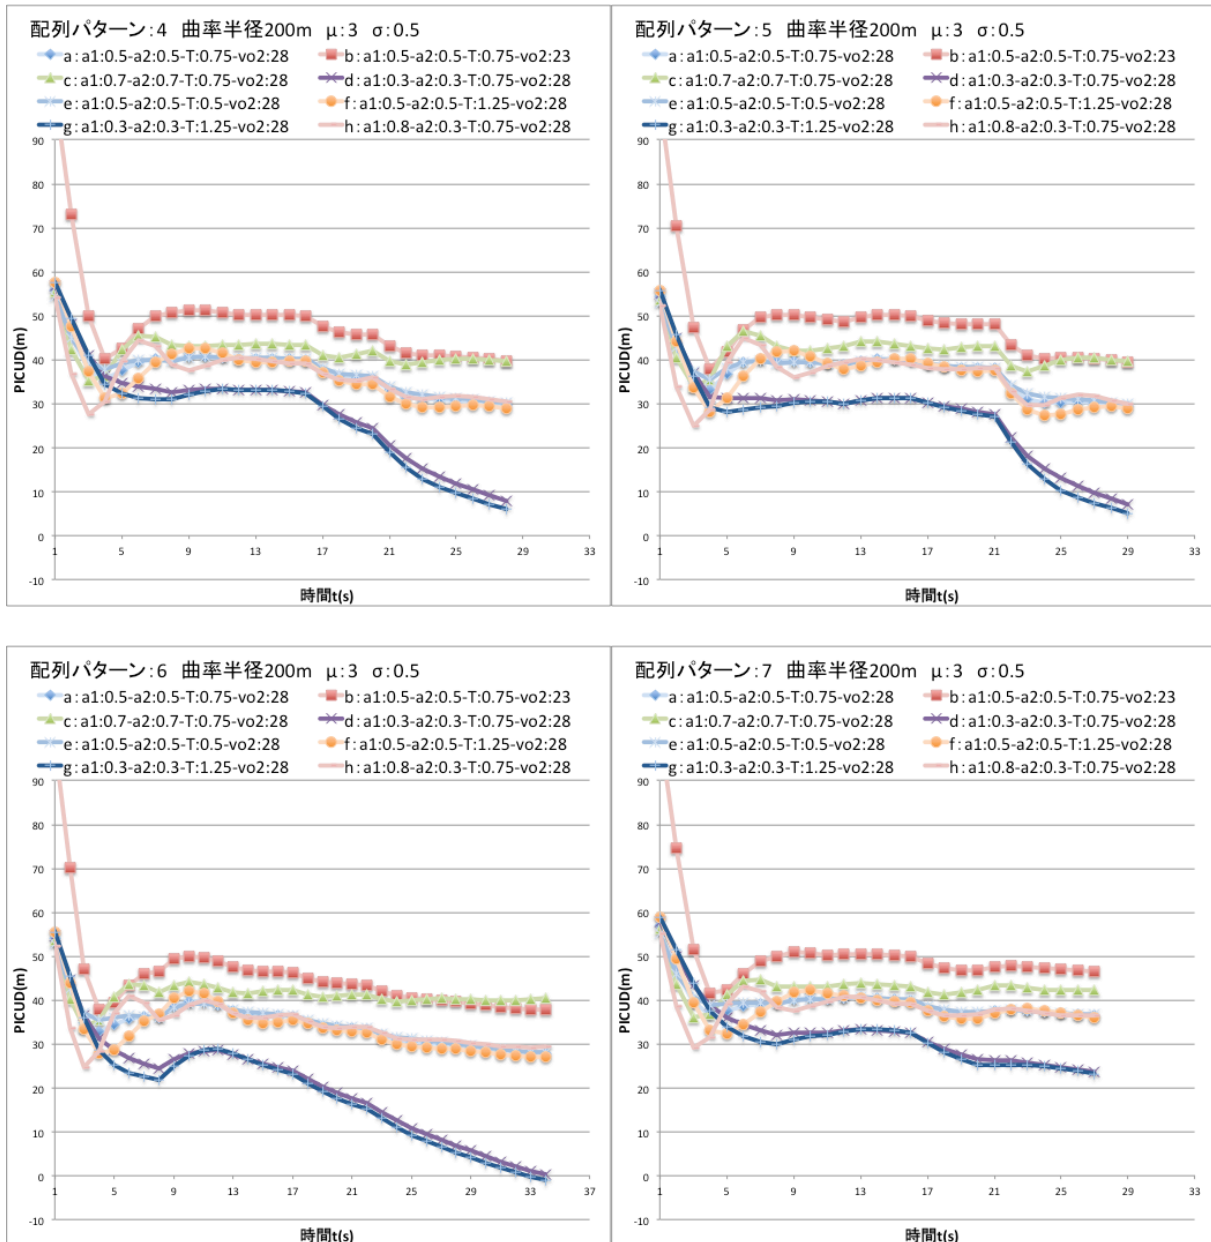 配列パターン:4 曲率半径200m μ:3 σ:0.5
a:a1:0.5-a2:0.5-T:0.75-vo2:28 b:a1:0.5-a2:0.5-T:0.75-vo2:23
c:a1:0.7-a2:0.7-T:0.75-vo2:28 d:a1:0.3-a2:0.3-T:0.75-vo2:28
e:a1:0.5-a2:0.5-T:0.5-vo2:28 f:a1:0.5-a2:0.5-T:1.25-vo2:28
g:a1:0.3-a2:0.3-T:1.25-vo2:28 h:a1:0.8-a2:0.3-T:0.75-vo2:28
90
80
70
60
50
40
30
20
10
0
-10
PICUD(m)
1 5 9 13 17 21 25 29 33
時間t(s)
配列パターン:5 曲率半径200m μ:3 σ:0.5
a:a1:0.5-a2:0.5-T:0.75-vo2:28 b:a1:0.5-a2:0.5-T:0.75-vo2:23
c:a1:0.7-a2:0.7-T:0.75-vo2:28 d:a1:0.3-a2:0.3-T:0.75-vo2:28
e:a1:0.5-a2:0.5-T:0.5-vo2:28 f:a1:0.5-a2:0.5-T:1.25-vo2:28
g:a1:0.3-a2:0.3-T:1.25-vo2:28 h:a1:0.8-a2:0.3-T:0.75-vo2:28
90
80
70
60
50
40
30
20
10
0
-10
PICUD(m)
1 5 9 13 17 21 25 29 33
時間t(s)
配列パターン:6 曲率半径200m μ:3 σ:0.5
a:a1:0.5-a2:0.5-T:0.75-vo2:28 b:a1:0.5-a2:0.5-T:0.75-vo2:23
c:a1:0.7-a2:0.7-T:0.75-vo2:28 d:a1:0.3-a2:0.3-T:0.75-vo2:28
e:a1:0.5-a2:0.5-T:0.5-vo2:28 f:a1:0.5-a2:0.5-T:1.25-vo2:28
g:a1:0.3-a2:0.3-T:1.25-vo2:28 h:a1:0.8-a2:0.3-T:0.75-vo2:28
90
80
70
60
50
40
30
20
10
0
-10
PICUD(m)
1 5 9 13 17 21 25 29 33 37
時間t(s)
配列パターン:7 曲率半径200m μ:3 σ:0.5
a:a1:0.5-a2:0.5-T:0.75-vo2:28 b:a1:0.5-a2:0.5-T:0.75-vo2:23
c:a1:0.7-a2:0.7-T:0.75-vo2:28 d:a1:0.3-a2:0.3-T:0.75-vo2:28
e:a1:0.5-a2:0.5-T:0.5-vo2:28 f:a1:0.5-a2:0.5-T:1.25-vo2:28
g:a1:0.3-a2:0.3-T:1.25-vo2:28 h:a1:0.8-a2:0.3-T:0.75-vo2:28
90
80
70
60
50
40
30
20
10
0
-10
PICUD(m)
1 5 9 13 17 21 25 29 33
時間t(s)